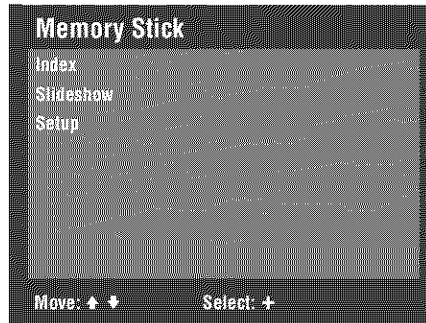 Memory Stick
Index
Slideshow
Setup
Move: ⬆ ⬇ Select: +